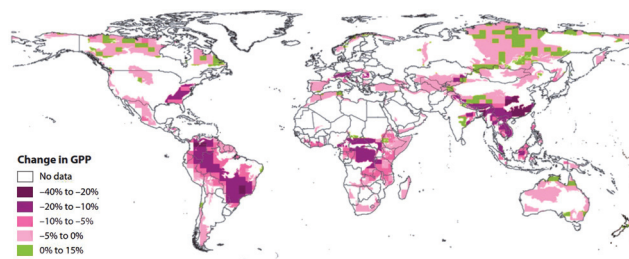 Change in GPP
No data
−40% to −20%
−20% to −10%
−10% to −5%
−5% to 0%
0% to 15%